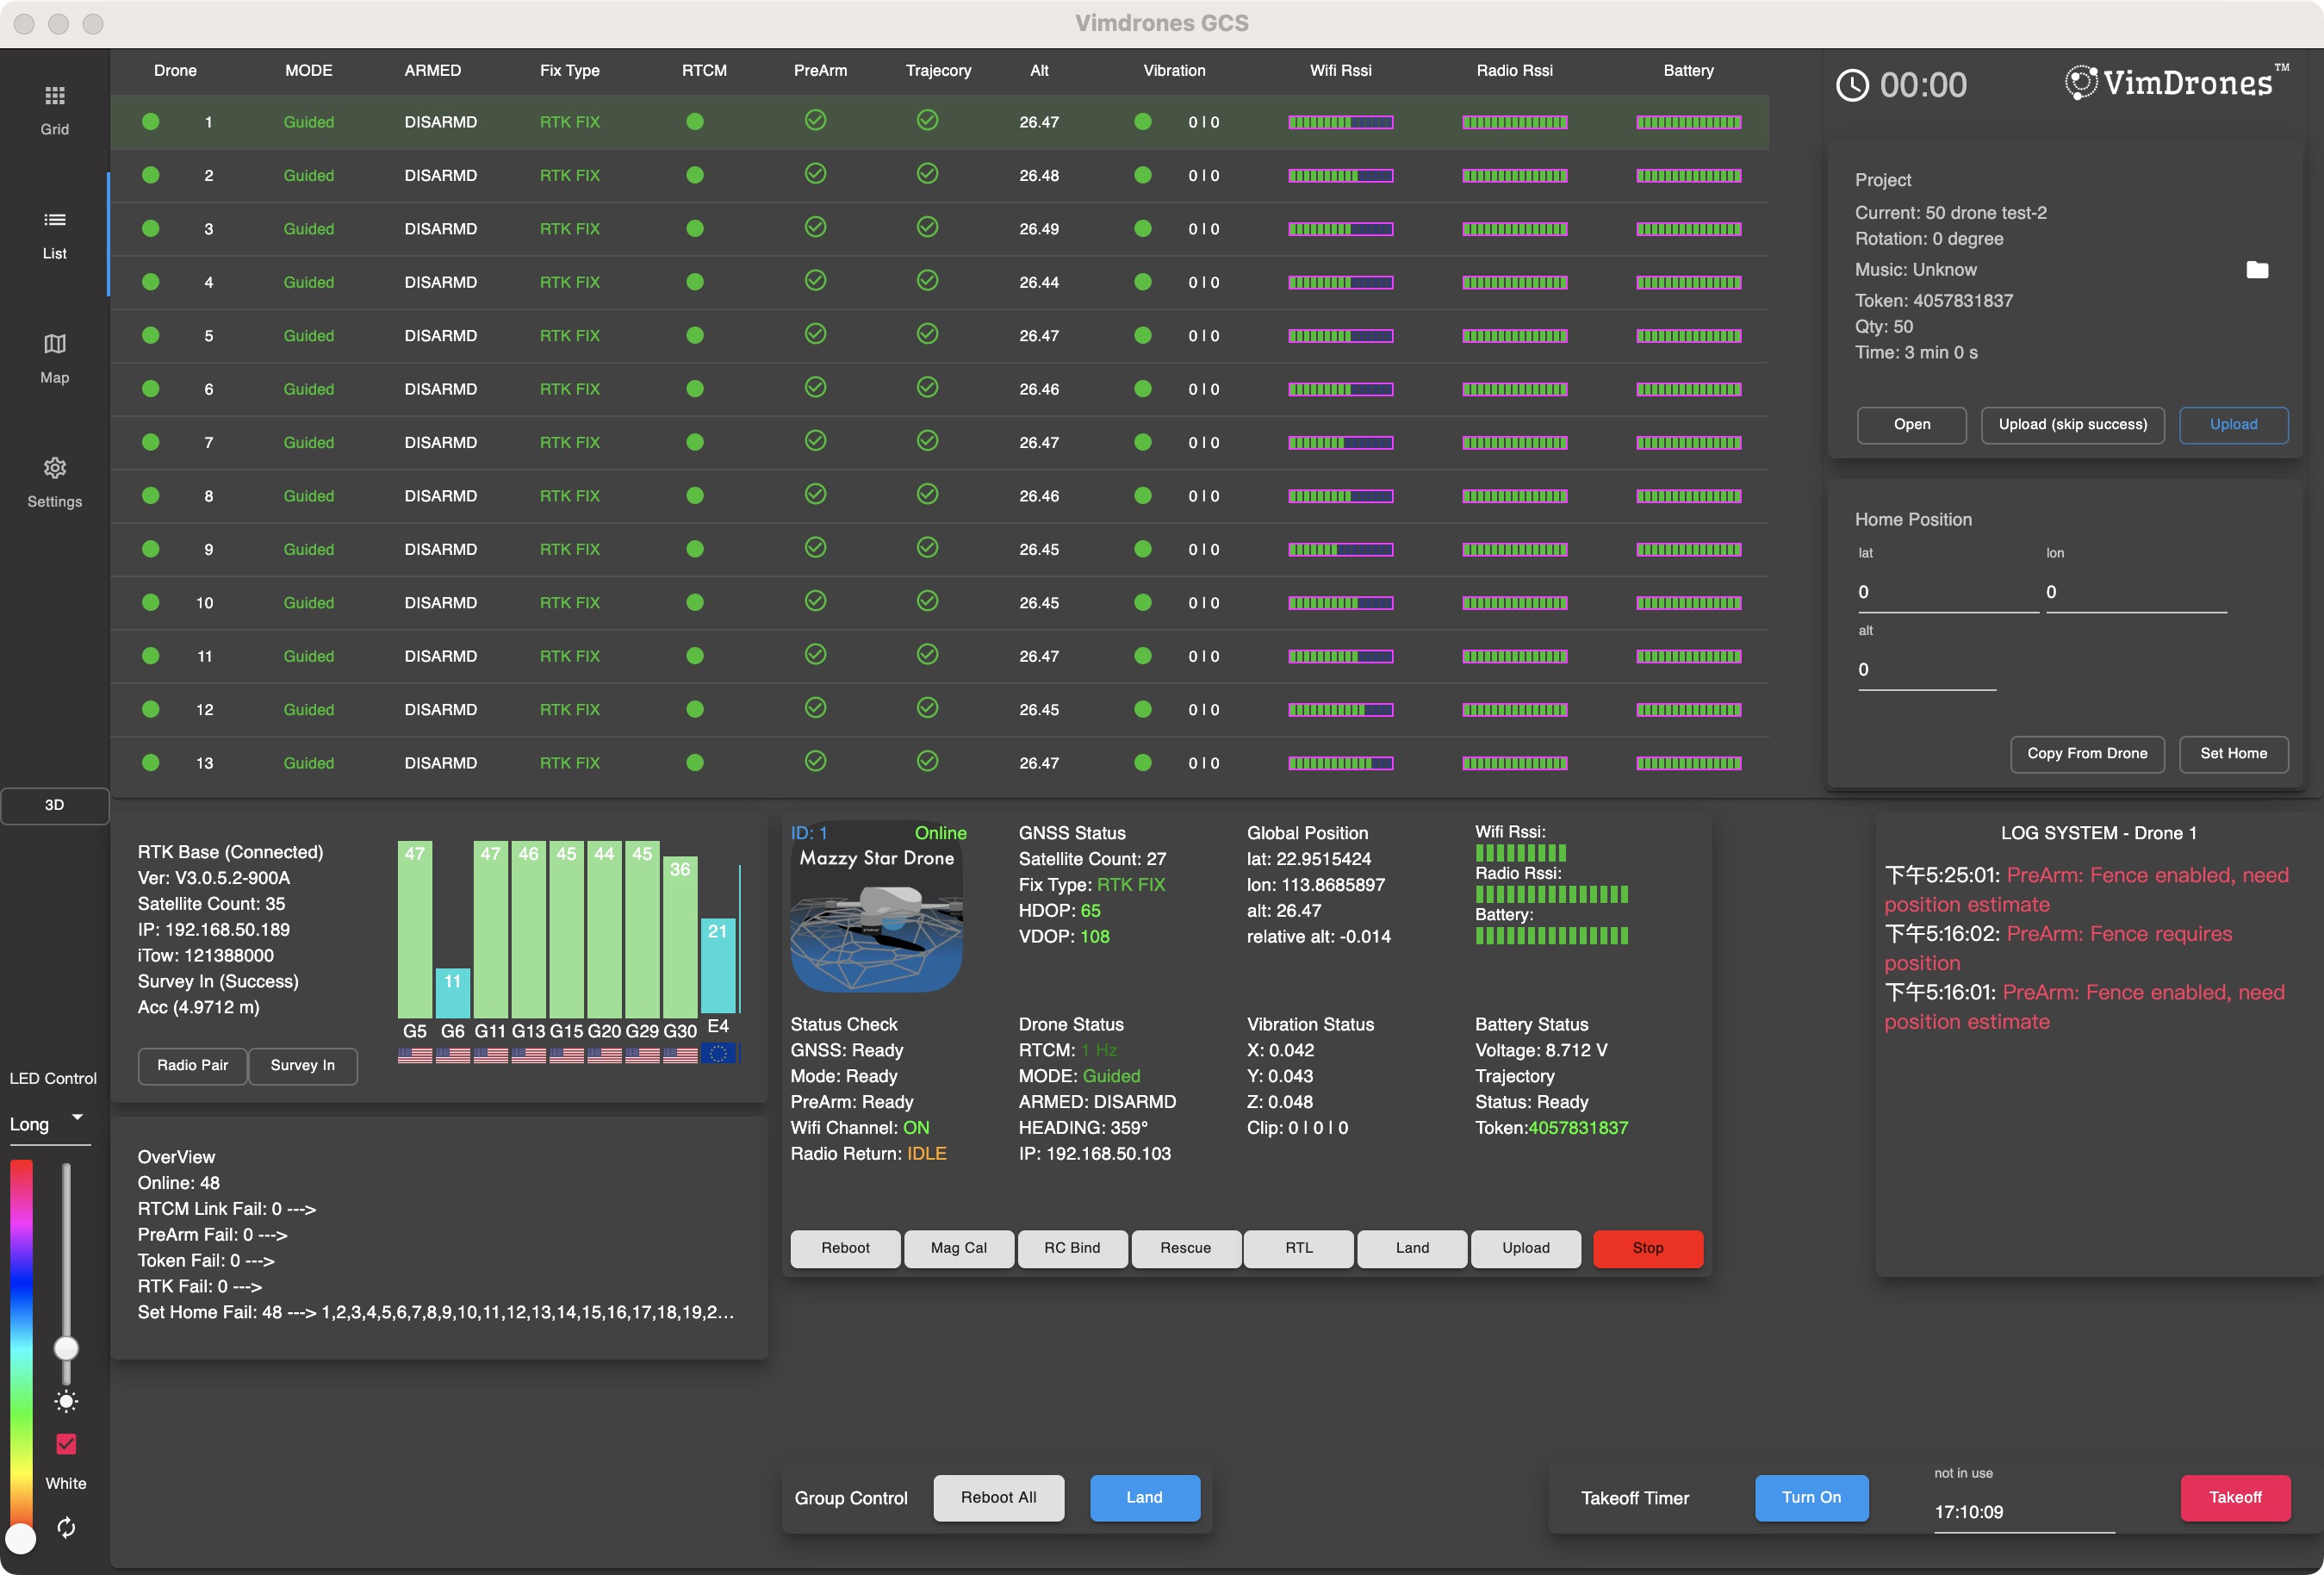 Vimdrones GCS
Drone MODE ARMED Fix Type RTCM PreArm Trajecory Alt Vibration Wifi Rssi Radio Rssi Battery
1 Guided DISARMD RTK FIX 26.47 0 | 0
2 Guided DISARMD RTK FIX 26.48 0 | 0
3 Guided DISARMD RTK FIX 26.49 0 | 0
4 Guided DISARMD RTK FIX 26.44 0 | 0
5 Guided DISARMD RTK FIX 26.47 0 | 0
6 Guided DISARMD RTK FIX 26.46 0 | 0
7 Guided DISARMD RTK FIX 26.47 0 | 0
8 Guided DISARMD RTK FIX 26.46 0 | 0
9 Guided DISARMD RTK FIX 26.45 0 | 0
10 Guided DISARMD RTK FIX 26.45 0 | 0
11 Guided DISARMD RTK FIX 26.47 0 | 0
12 Guided DISARMD RTK FIX 26.45 0 | 0
13 Guided DISARMD RTK FIX 26.47 0 | 0
Grid
List
Map
Settings
3D
LED Control
Long
White
00:00
VimDrones™
Project
Current: 50 drone test-2
Rotation: 0 degree
Music: Unknow
Token: 4057831837
Qty: 50
Time: 3 min 0 s
Open Upload (skip success) Upload
Home Position
lat lon
0 0
alt
0
Copy From Drone Set Home
RTK Base (Connected)
Ver: V3.0.5.2-900A
Satellite Count: 35
IP: 192.168.50.189
iTow: 121388000
Survey In (Success)
Acc (4.9712 m)
Radio Pair Survey In
47 11 47 46 45 44 45 36 21
G5 G6 G11 G13 G15 G20 G29 G30 E4
OverView
Online: 48
RTCM Link Fail: 0 --->
PreArm Fail: 0 --->
Token Fail: 0 --->
RTK Fail: 0 --->
Set Home Fail: 48 ---> 1,2,3,4,5,6,7,8,9,10,11,12,13,14,15,16,17,18,19,2...
ID: 1 Online
Mazzy Star Drone
GNSS Status
Satellite Count: 27
Fix Type: RTK FIX
HDOP: 65
VDOP: 108
Global Position
lat: 22.9515424
lon: 113.8685897
alt: 26.47
relative alt: -0.014
Wifi Rssi:
Radio Rssi:
Battery:
Status Check
GNSS: Ready
Mode: Ready
PreArm: Ready
Wifi Channel: ON
Radio Return: IDLE
Drone Status
RTCM: 1 Hz
MODE: Guided
ARMED: DISARMD
HEADING: 359°
IP: 192.168.50.103
Vibration Status
X: 0.042
Y: 0.043
Z: 0.048
Clip: 0 | 0 | 0
Battery Status
Voltage: 8.712 V
Trajectory
Status: Ready
Token:4057831837
Reboot Mag Cal RC Bind Rescue RTL Land Upload Stop
LOG SYSTEM - Drone 1
下午5:25:01: PreArm: Fence enabled, need
position estimate
下午5:16:02: PreArm: Fence requires
position
下午5:16:01: PreArm: Fence enabled, need
position estimate
Group Control Reboot All Land
Takeoff Timer Turn On
not in use
17:10:09
Takeoff